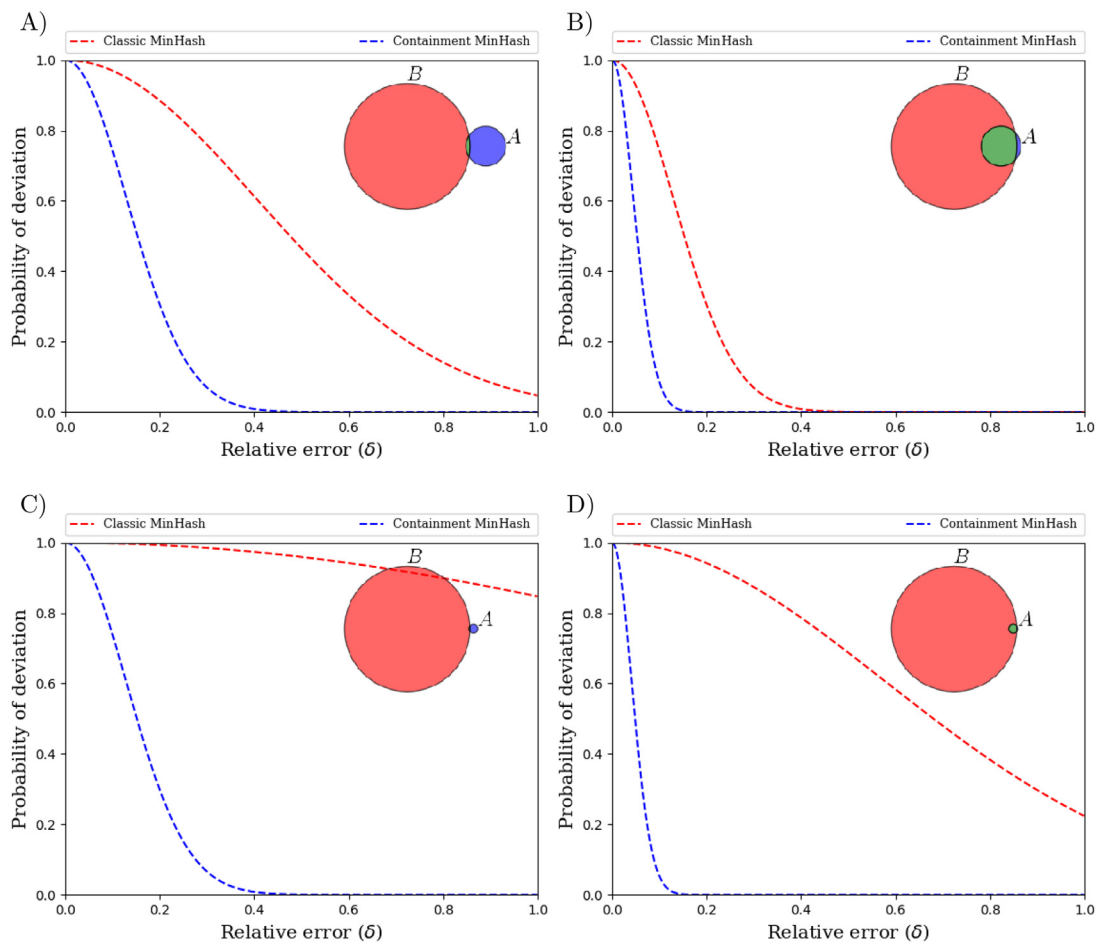 A)
Classic MinHash Containment MinHash
1.0
0.8
0.6
0.4
0.2
0.0
Probability of deviation
B
A
0.0 0.2 0.4 0.6 0.8 1.0
Relative error (δ)
B)
Classic MinHash Containment MinHash
1.0
0.8
0.6
0.4
0.2
0.0
Probability of deviation
B
A
0.0 0.2 0.4 0.6 0.8 1.0
Relative error (δ)
C)
Classic MinHash Containment MinHash
1.0
0.8
0.6
0.4
0.2
0.0
Probability of deviation
B
A
0.0 0.2 0.4 0.6 0.8 1.0
Relative error (δ)
D)
Classic MinHash Containment MinHash
1.0
0.8
0.6
0.4
0.2
0.0
Probability of deviation
B
A
0.0 0.2 0.4 0.6 0.8 1.0
Relative error (δ)